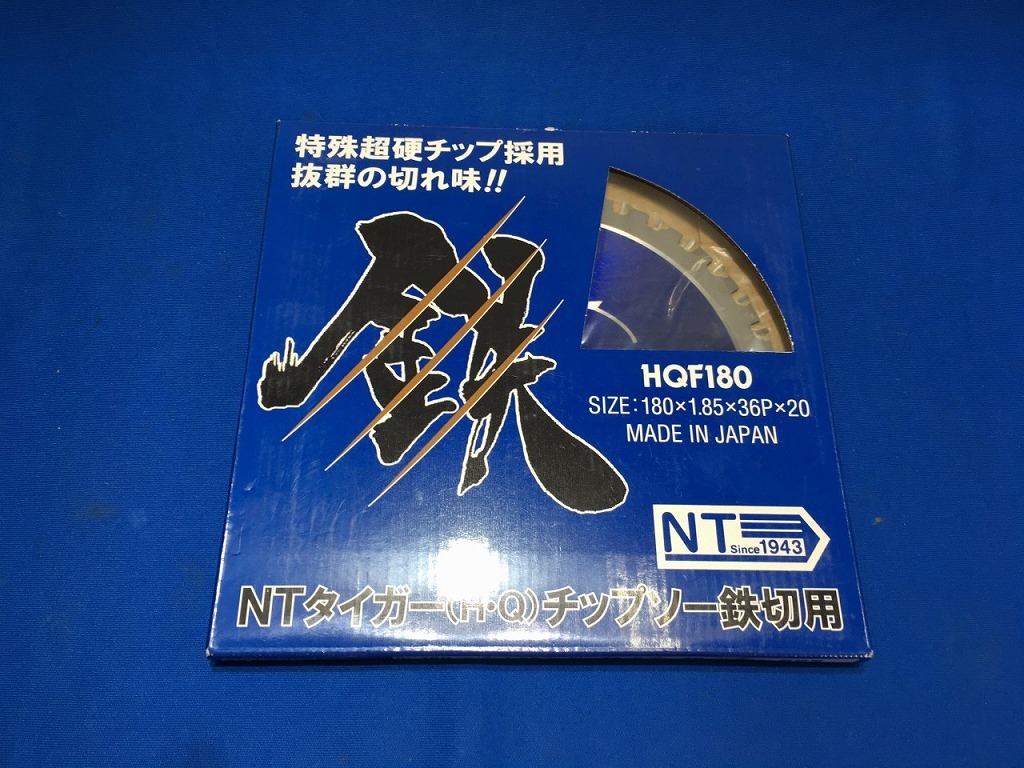 特殊超硬チップ採用
抜群の切れ味!!
鉄
HQF180
SIZE:180×1.85×36P×20
MADE IN JAPAN
NT Since1943
NTタイガー(H・Q)チップソー鉄切用